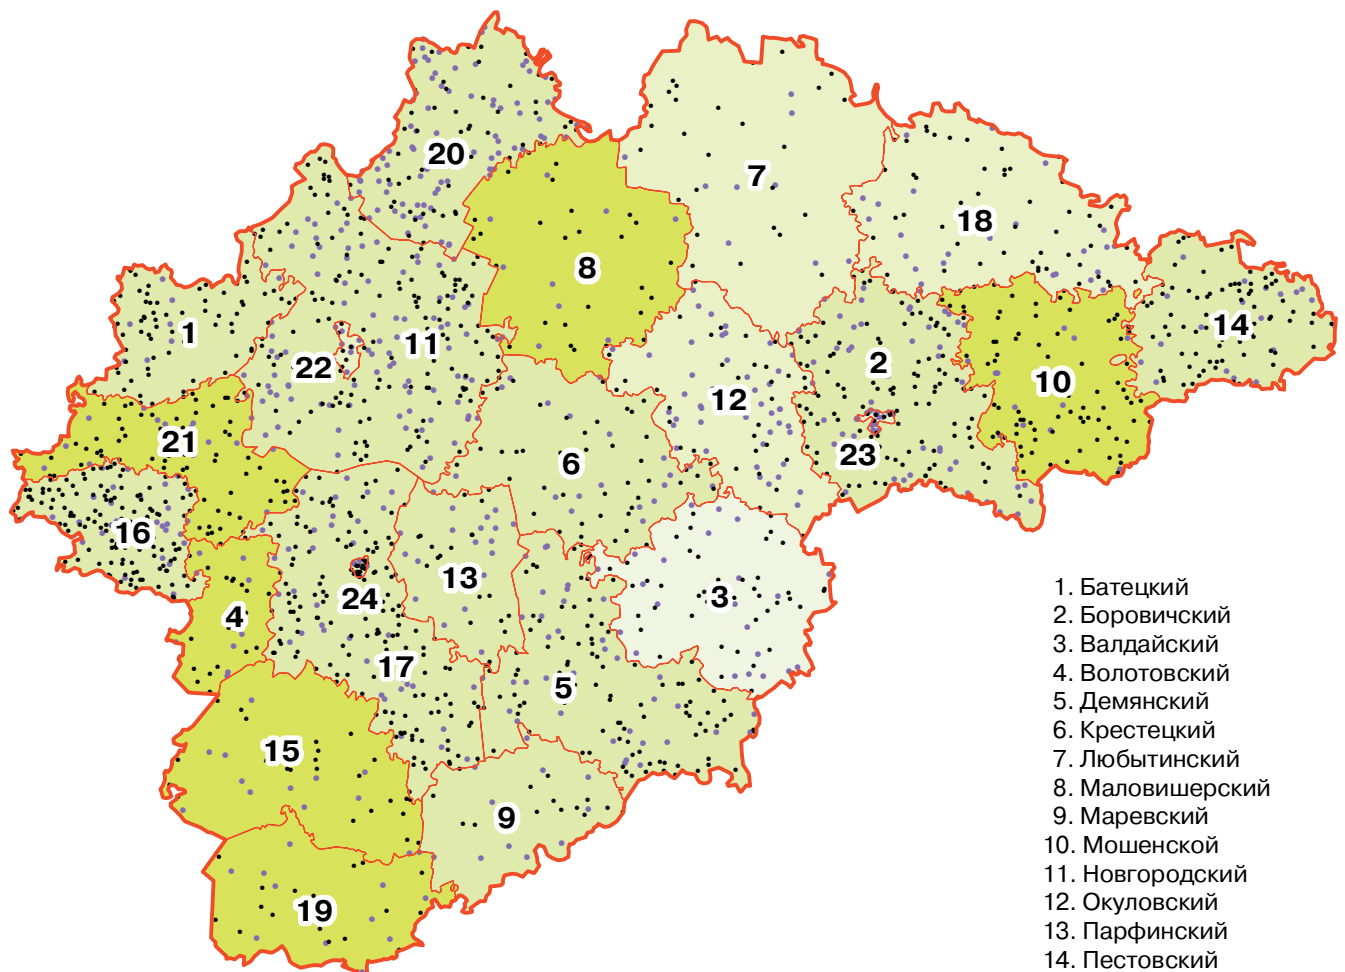 20
7
18
8
1
11
14
22
2
10
12
21
23
6
16
13
3
24
4
17
5
15
9
19
1. Батецкий
2. Боровичский
3. Валдайский
4. Волотовский
5. Демянский
6. Крестецкий
7. Любытинский
8. Маловишерский
9. Маревский
10. Мошенской
11. Новгородский
12. Окуловский
13. Парфинский
14. Пестовский